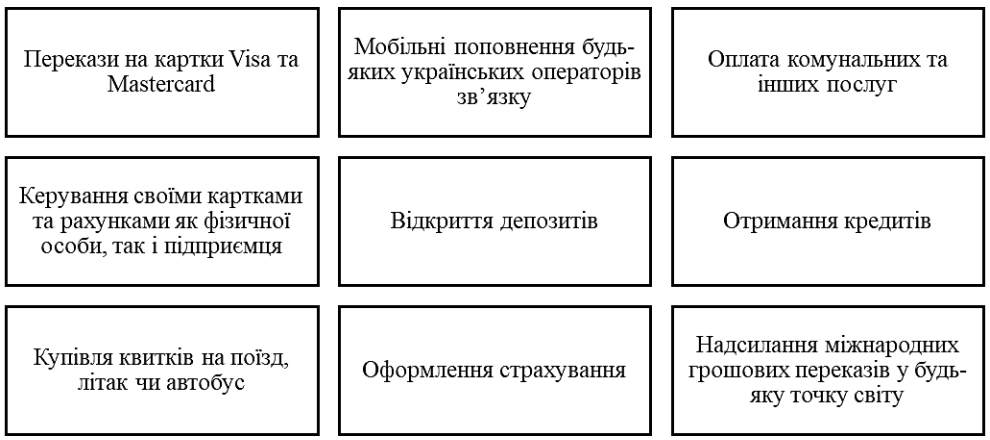 Перекази на картки Visa та
Mastercard
Мобільні поповнення будь-
яких українських операторів
зв’язку
Оплата комунальних та
інших послуг
Керування своїми картками
та рахунками як фізичної
особи, так і підприємця
Відкриття депозитів
Отримання кредитів
Купівля квитків на поїзд,
літак чи автобус
Оформлення страхування
Надсилання міжнародних
грошових переказів у будь-
яку точку світу